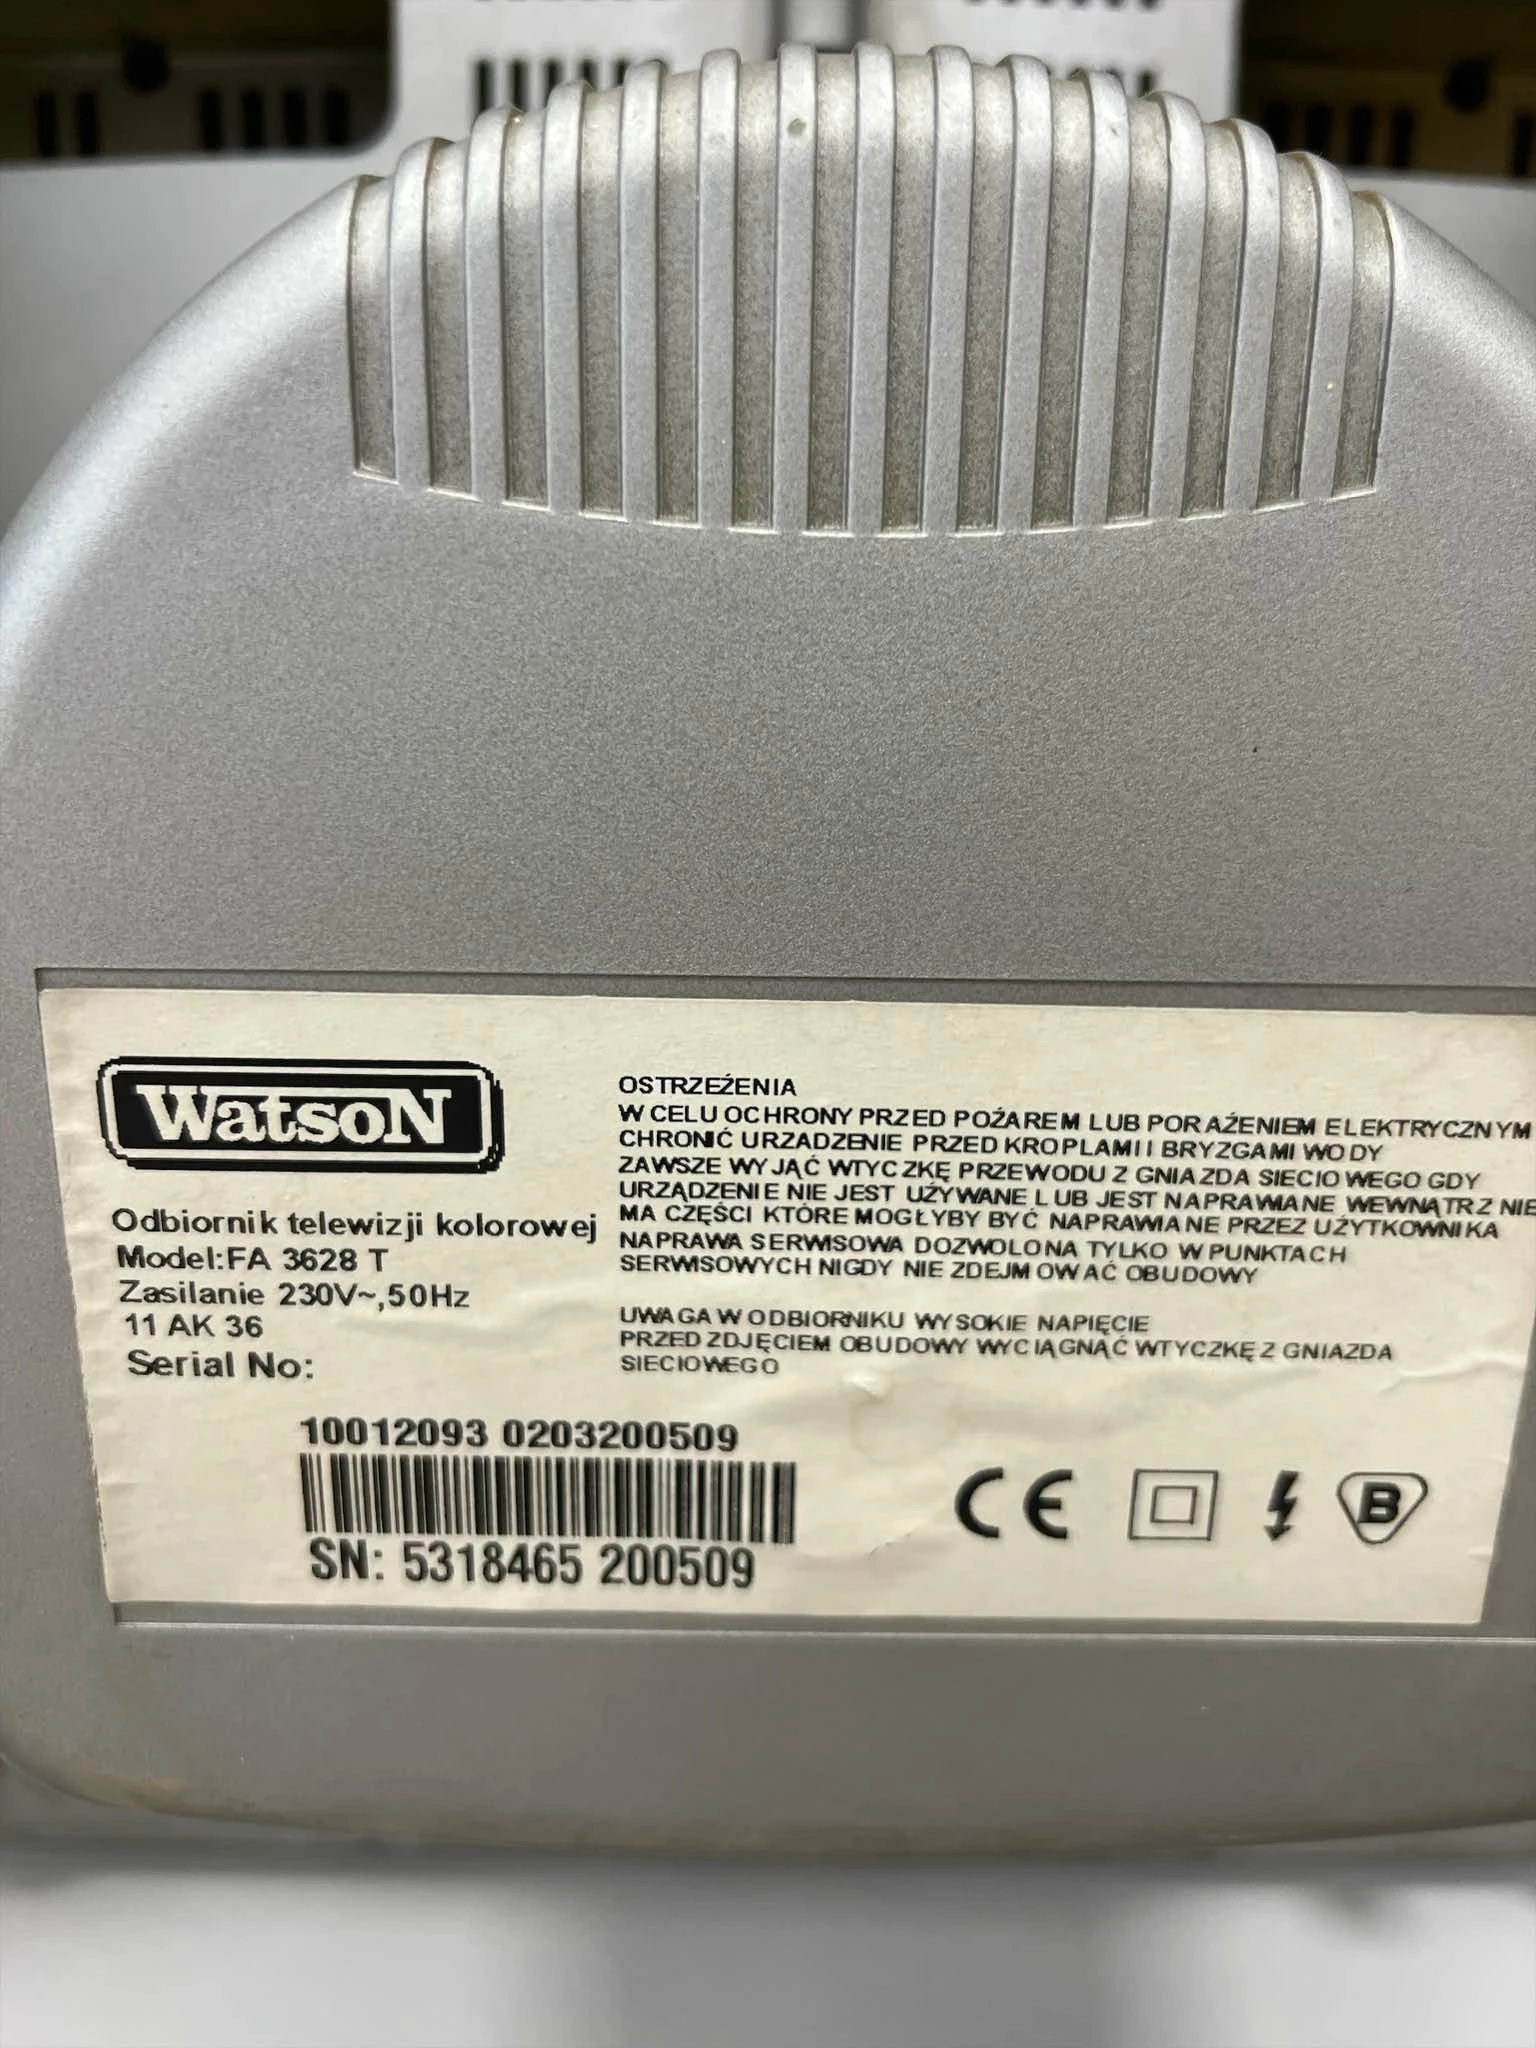 WatsoN
Odbiornik telewizji kolorowej
Model:FA 3628 T
Zasilanie 230V~,50Hz
11 AK 36
Serial No:
10012093 0203200509
SN: 5318465 200509
OSTRZEŻENIA
W CELU OCHRONY PRZED POŻAREM LUB PORAŻENIEM ELEKTRYCZNYM
CHRONIĆ URZADZENIE PRZED KROPLAMI I BRYZGAMI WODY
ZAWSZE WYJĄĆ WTYCZKĘ PRZEWODU Z GNIAZDA SIECIOWEGO GDY
URZĄDZENIE NIE JEST UŻYWANE LUB JEST NAPRAWIANE WEWNĄTRZ NIE
MA CZĘŚCI KTÓRE MOGŁYBY BYĆ NAPRAWIANE PRZEZ UŻYTKOWNIKA
NAPRAWA SERWISOWA DOZWOLONA TYLKO W PUNKTACH
SERWISOWYCH NIGDY NIE ZDEJMOWAĆ OBUDOWY
UWAGA W ODBIORNIKU WYSOKIE NAPIĘCIE
PRZED ZDJĘCIEM OBUDOWY WYCIĄGNĄĆ WTYCZKĘ Z GNIAZDA
SIECIOWEGO
CE
B